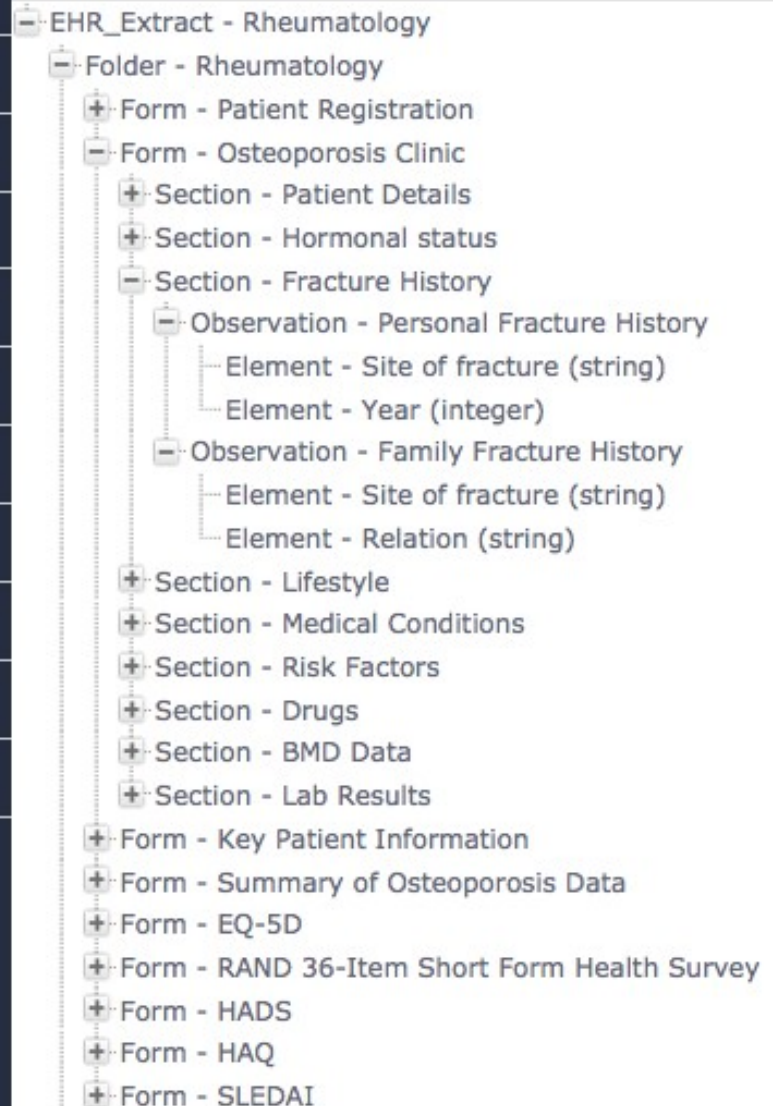 EHR_Extract - Rheumatology
Folder - Rheumatology
Form - Patient Registration
Form - Osteoporosis Clinic
Section - Patient Details
Section - Hormonal status
Section - Fracture History
Observation - Personal Fracture History
Element - Site of fracture (string)
Element - Year (integer)
Observation - Family Fracture History
Element - Site of fracture (string)
Element - Relation (string)
Section - Lifestyle
Section - Medical Conditions
Section - Risk Factors
Section - Drugs
Section - BMD Data
Section - Lab Results
Form - Key Patient Information
Form - Summary of Osteoporosis Data
Form - EQ-5D
Form - RAND 36-Item Short Form Health Survey
Form - HADS
Form - HAQ
Form - SLEDAI